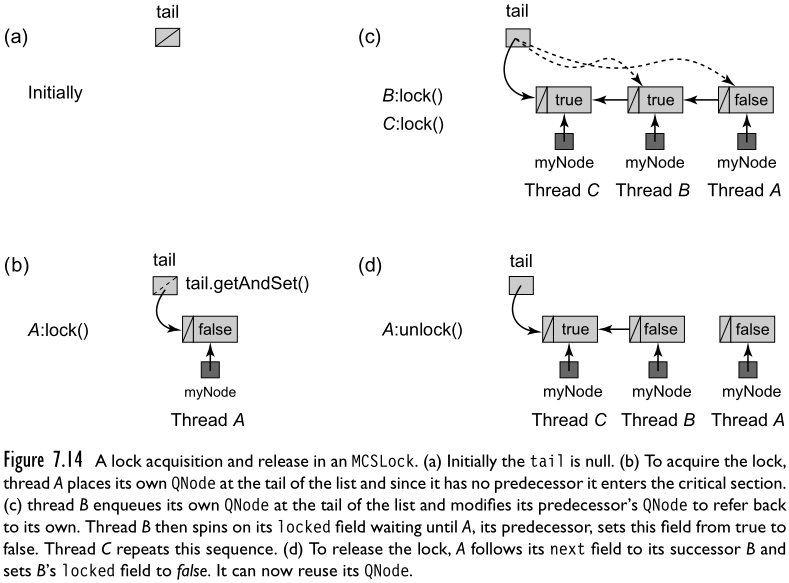 (a)
tail
Initially
(b)
tail
tail.getAndSet()
A:lock()
false
myNode
Thread A
(c)
tail
B:lock()
C:lock()
true
true
false
myNode
myNode
myNode
Thread C
Thread B
Thread A
(d)
tail
A:unlock()
true
false
false
myNode
myNode
myNode
Thread C
Thread B
Thread A
Figure 7.14 A lock acquisition and release in an MCSLock. (a) Initially the tail is null. (b) To acquire the lock,
thread A places its own QNode at the tail of the list and since it has no predecessor it enters the critical section.
(c) thread B enqueues its own QNode at the tail of the list and modifies its predecessor's QNode to refer back
to its own. Thread B then spins on its locked field waiting until A, its predecessor, sets this field from true to
false. Thread C repeats this sequence. (d) To release the lock, A follows its next field to its successor B and
sets B's locked field to false. It can now reuse its QNode.